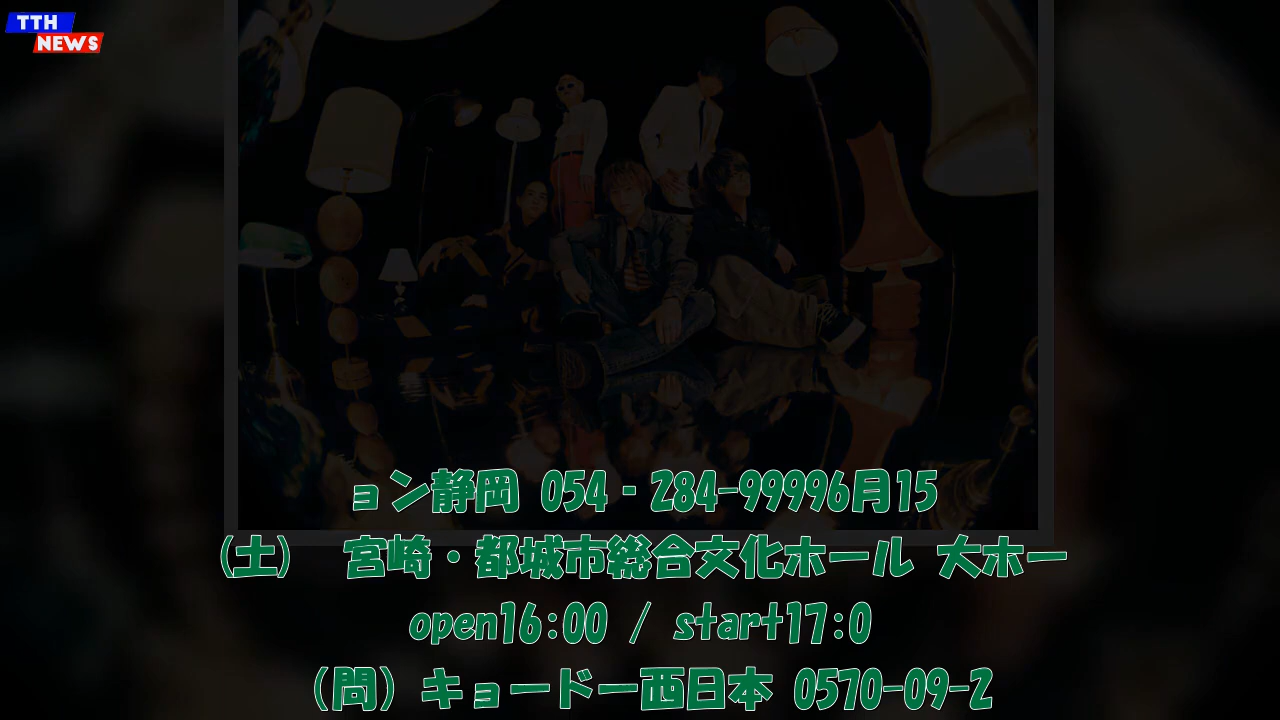 TTH
NEWS
ョン静岡 054‐284-99996月15
(土) 宮崎・都城市総合文化ホール 大ホー
open16:00 / start17:0
(問) キョードー西日本 0570-09-2